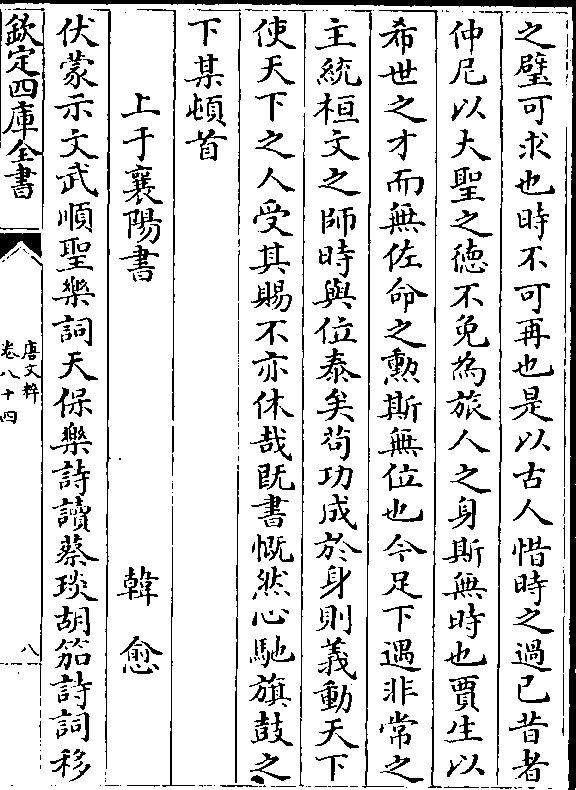 之璧可求也時不可再也是以古人惜時之過已昔者
仲尼以大聖之德不免為旅人之身斯無時也賈生以
希世之才而無佐命之勲斯無位也今足下遇非常之
主統桓文之師時與位泰矣苟功成於身則義動天下
使天下之人受其賜不亦休哉既書慨然心馳旗鼓之
下某頓首
上于襄陽書 韓愈
伏蒙示文武順聖樂詞天保樂詩讀蔡琰胡笳詩詞移
欽定四庫全書
唐文粹
卷八十四
八